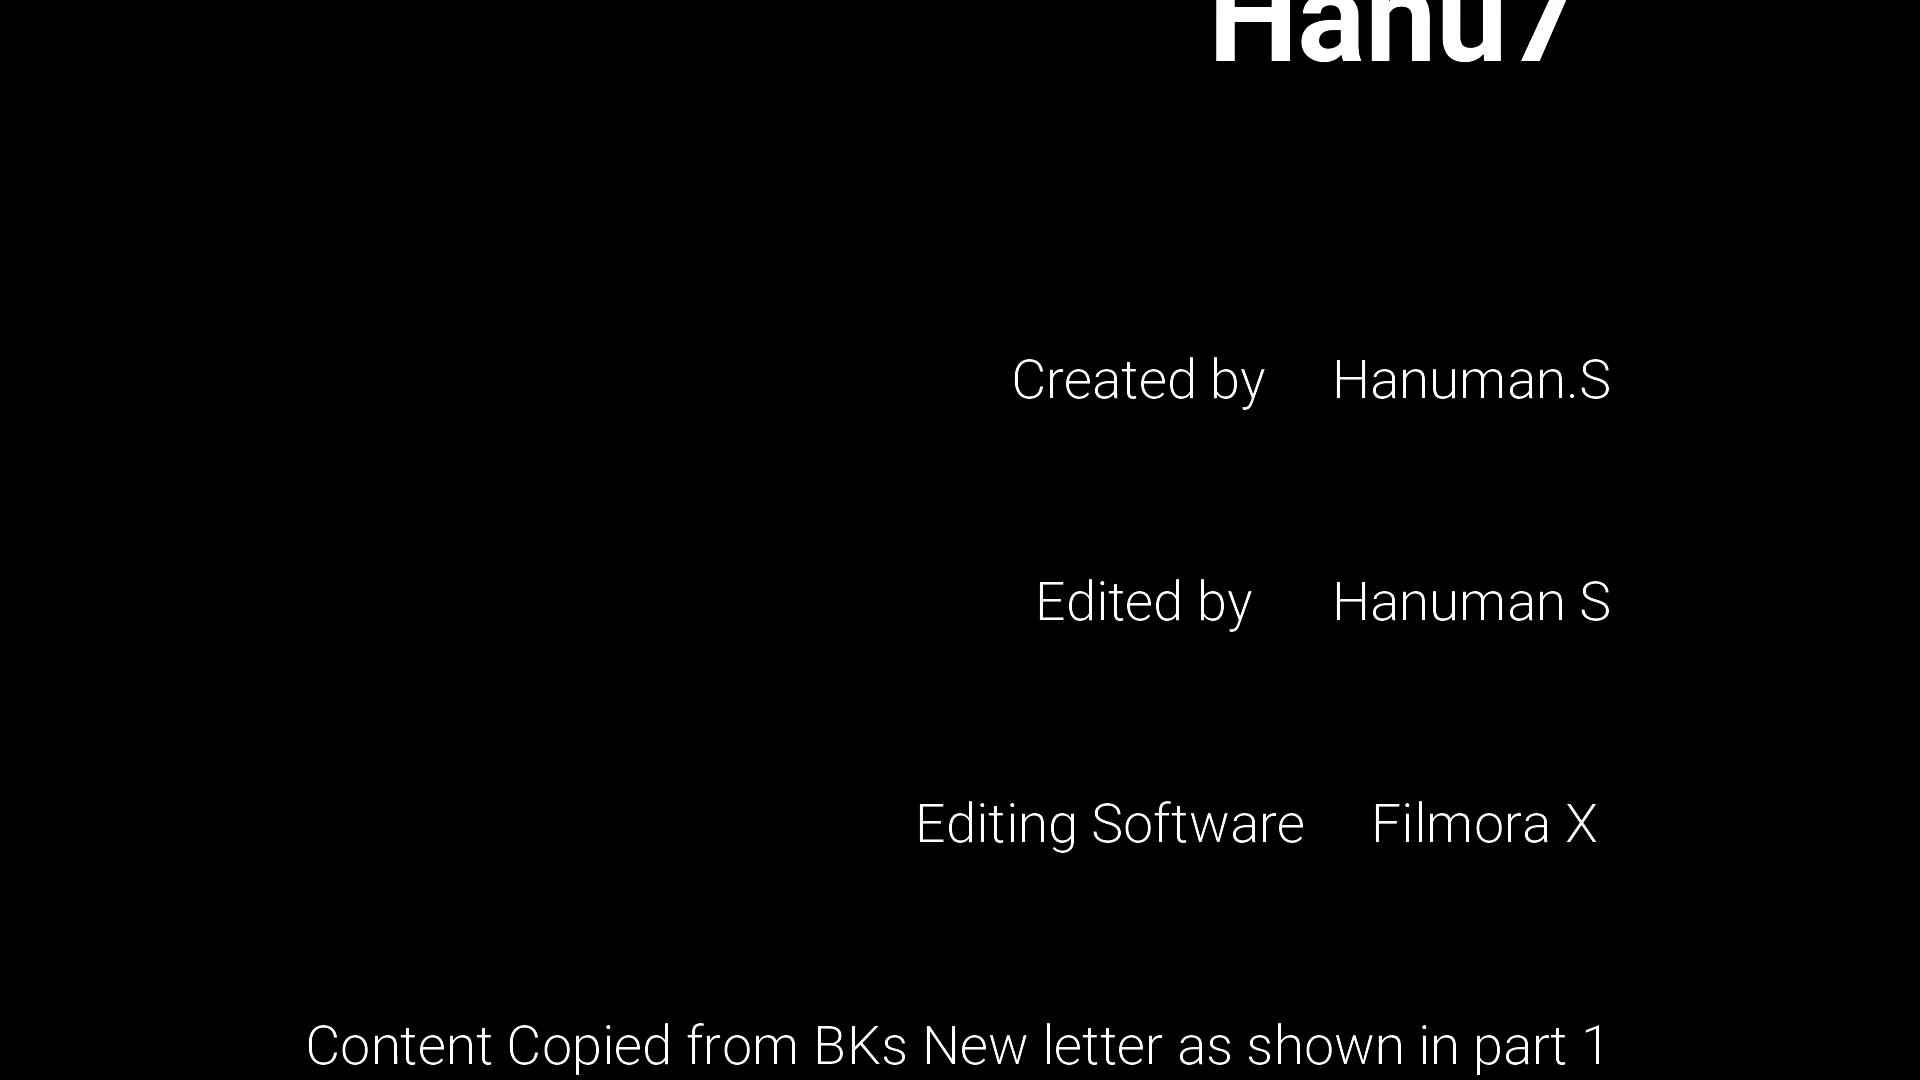 Hanu7
Created by Hanuman.S
Edited by Hanuman S
Editing Software Filmora X
Content Copied from BKs New letter as shown in part 1